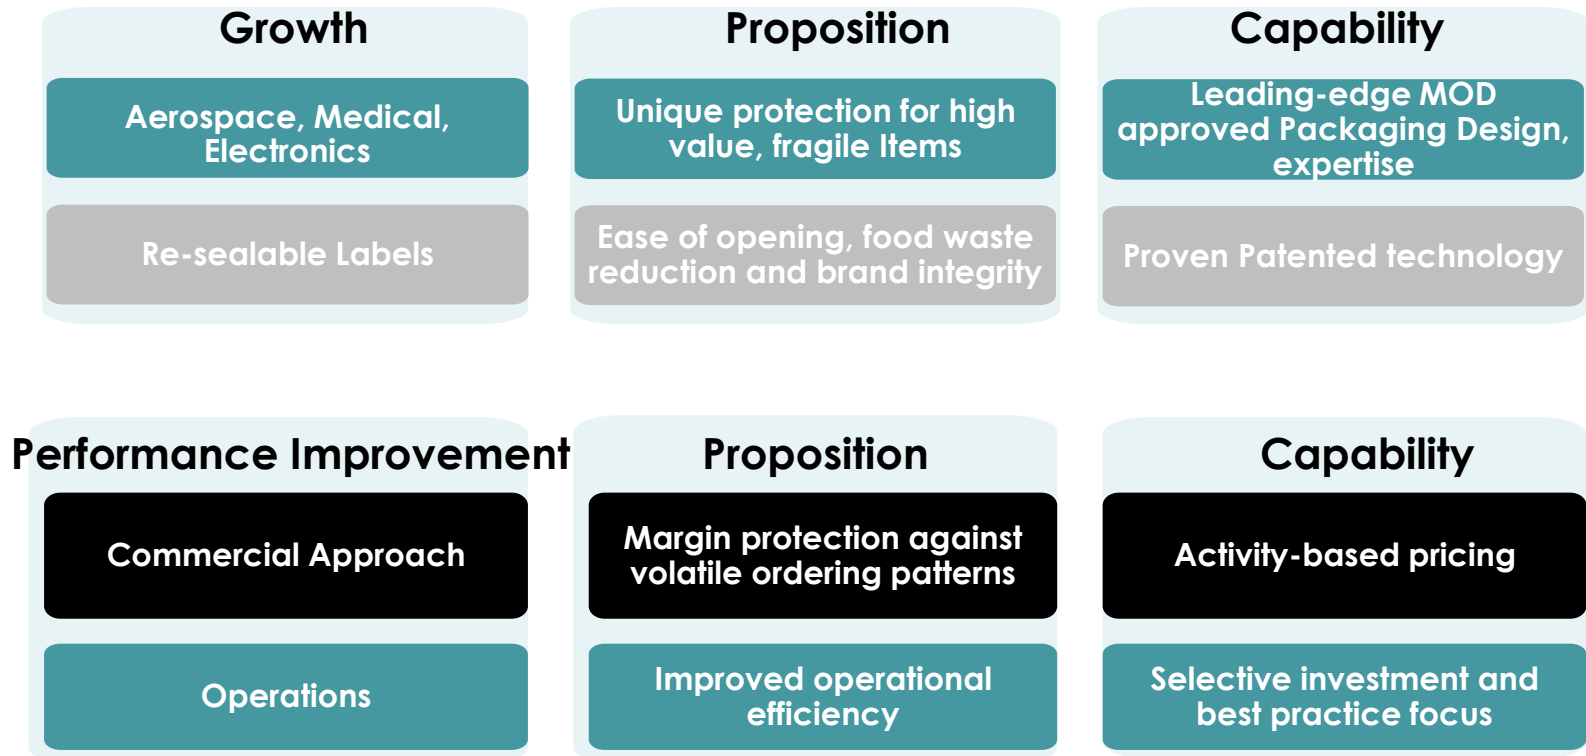 Growth
Proposition
Capability
Aerospace, Medical,
Electronics
Unique protection for high
value, fragile Items
Leading-edge MOD
approved Packaging Design,
expertise
Re-sealable Labels
Ease of opening, food waste
reduction and brand integrity
Proven Patented technology
Performance Improvement
Proposition
Capability
Commercial Approach
Margin protection against
volatile ordering patterns
Activity-based pricing
Operations
Improved operational
efficiency
Selective investment and
best practice focus